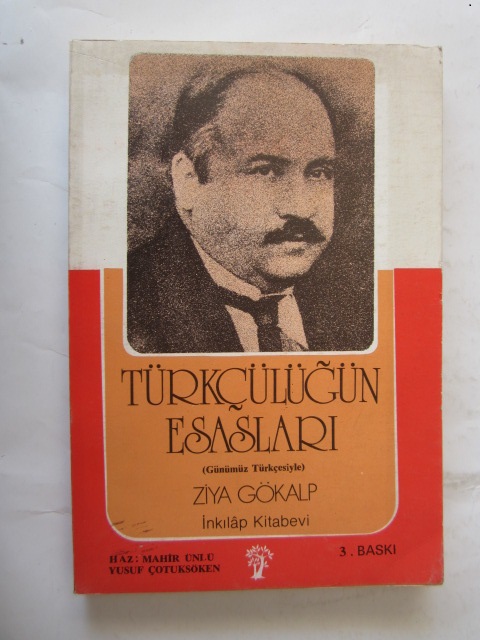 TÜRKÇÜLÜĞÜN
ESASLARI
(Günümüz Türkçesiyle)
ZİYA GÖKALP
İnkılâp Kitabevi
HAZ: MAHİR ÜNLÜ
YUSUF ÇOTUKSÖKEN
3. BASKI